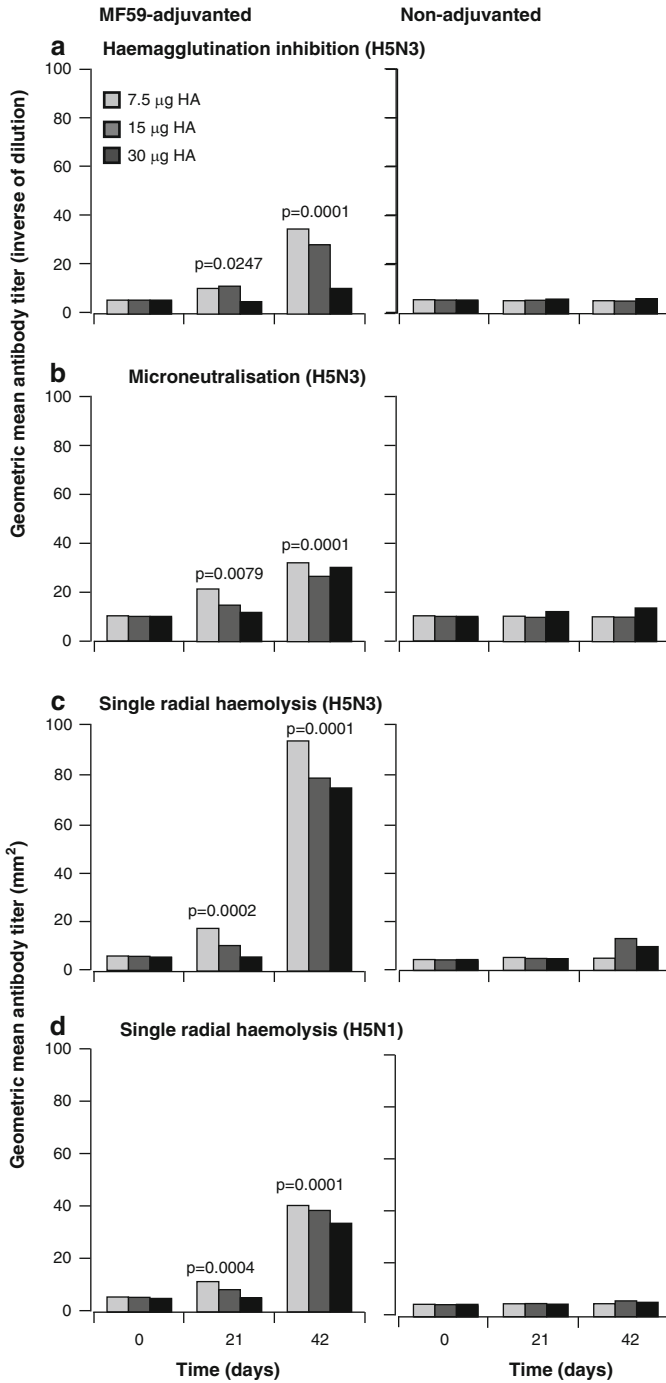 MF59-adjuvanted Non-adjuvanted
a Haemagglutination inhibition (H5N3)
Geometric mean antibody titer (inverse of dilution)
100
80
60
40
20
0
7.5 µg HA
15 µg HA
30 µg HA
p=0.0247
p=0.0001
b Microneutralisation (H5N3)
100
80
60
40
20
0
p=0.0079
p=0.0001
c Single radial haemolysis (H5N3)
Geometric mean antibody titer (mm²)
100
80
60
40
20
0
p=0.0002
p=0.0001
d Single radial haemolysis (H5N1)
100
80
60
40
20
0
p=0.0004
p=0.0001
0 21 42 0 21 42
Time (days) Time (days)